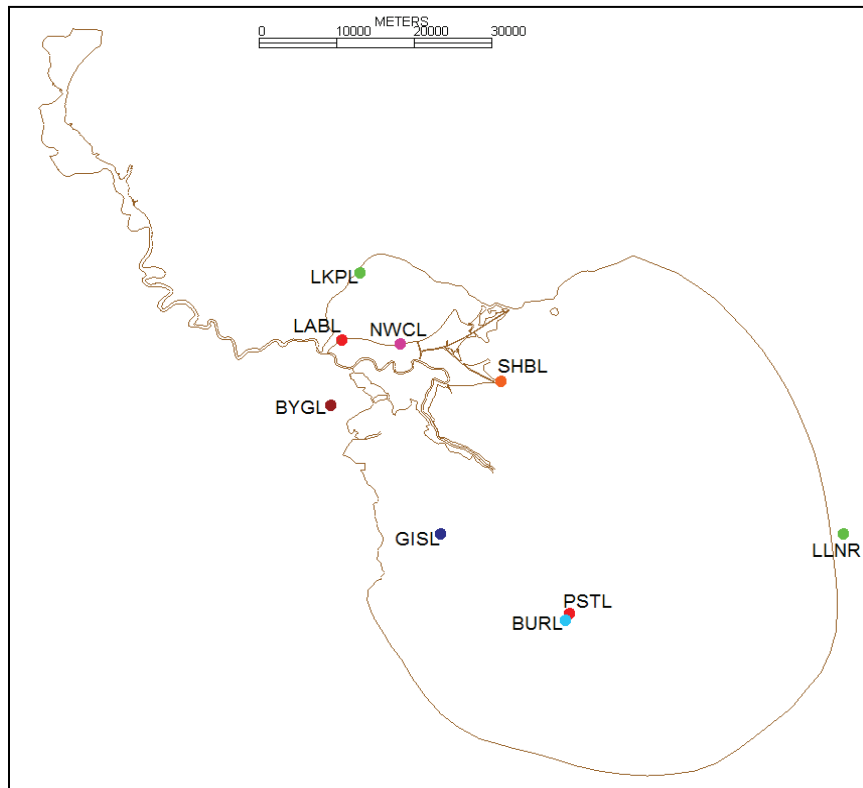 METERS
0 10000 20000 30000
LKPL
LABL NWCL
SHBL
BYGL
GISL
LLNR
PSTL
BURL